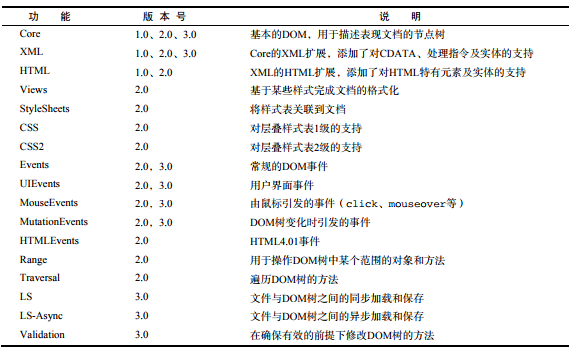 功 能 版 本 号 说 明
Core 1.0、2.0、3.0 基本的DOM，用于描述表现文档的节点树
XML 1.0、2.0、3.0 Core的XML扩展，添加了对CDATA、处理指令及实体的支持
HTML 1.0、2.0 XML的HTML扩展，添加了对HTML特有元素及实体的支持
Views 2.0 基于某些样式完成文档的格式化
StyleSheets 2.0 将样式表关联到文档
CSS 2.0 对层叠样式表1级的支持
CSS2 2.0 对层叠样式表2级的支持
Events 2.0，3.0 常规的DOM事件
UIEvents 2.0，3.0 用户界面事件
MouseEvents 2.0，3.0 由鼠标引发的事件（click、mouseover等）
MutationEvents 2.0，3.0 DOM树变化时引发的事件
HTMLEvents 2.0 HTML4.01事件
Range 2.0 用于操作DOM树中某个范围的对象和方法
Traversal 2.0 遍历DOM树的方法
LS 3.0 文件与DOM树之间的同步加载和保存
LS-Async 3.0 文件与DOM树之间的异步加载和保存
Validation 3.0 在确保有效的前提下修改DOM树的方法